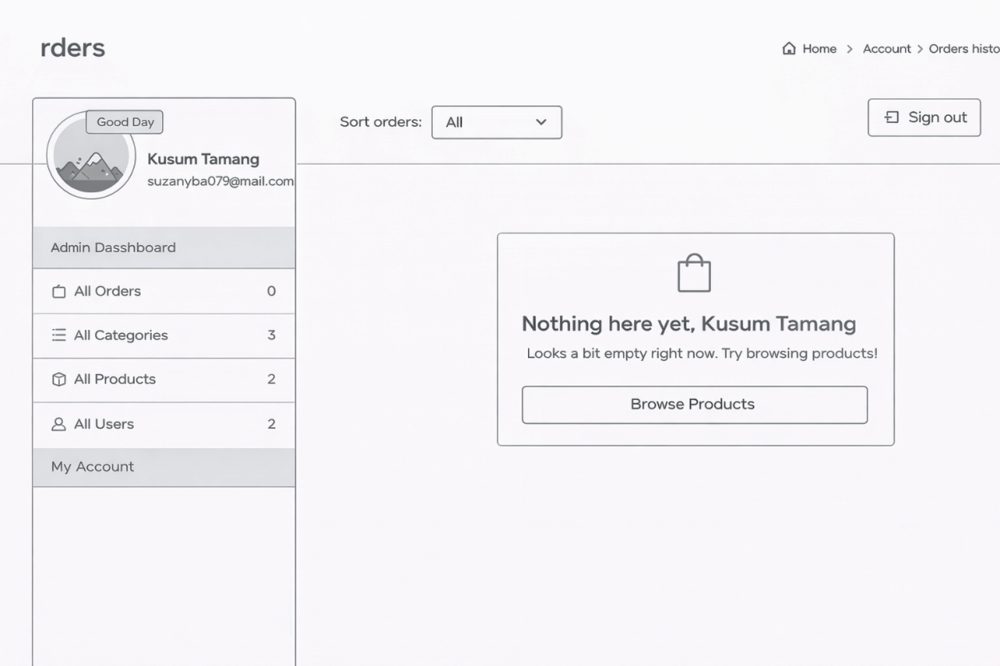 rders
Home > Account > Orders histo
Good Day
Kusum Tamang
suzanyba079@mail.com
Sort orders: All
Sign out
Admin Dasshboard
All Orders 0
All Categories 3
All Products 2
All Users 2
My Account
Nothing here yet, Kusum Tamang
Looks a bit empty right now. Try browsing products!
Browse Products